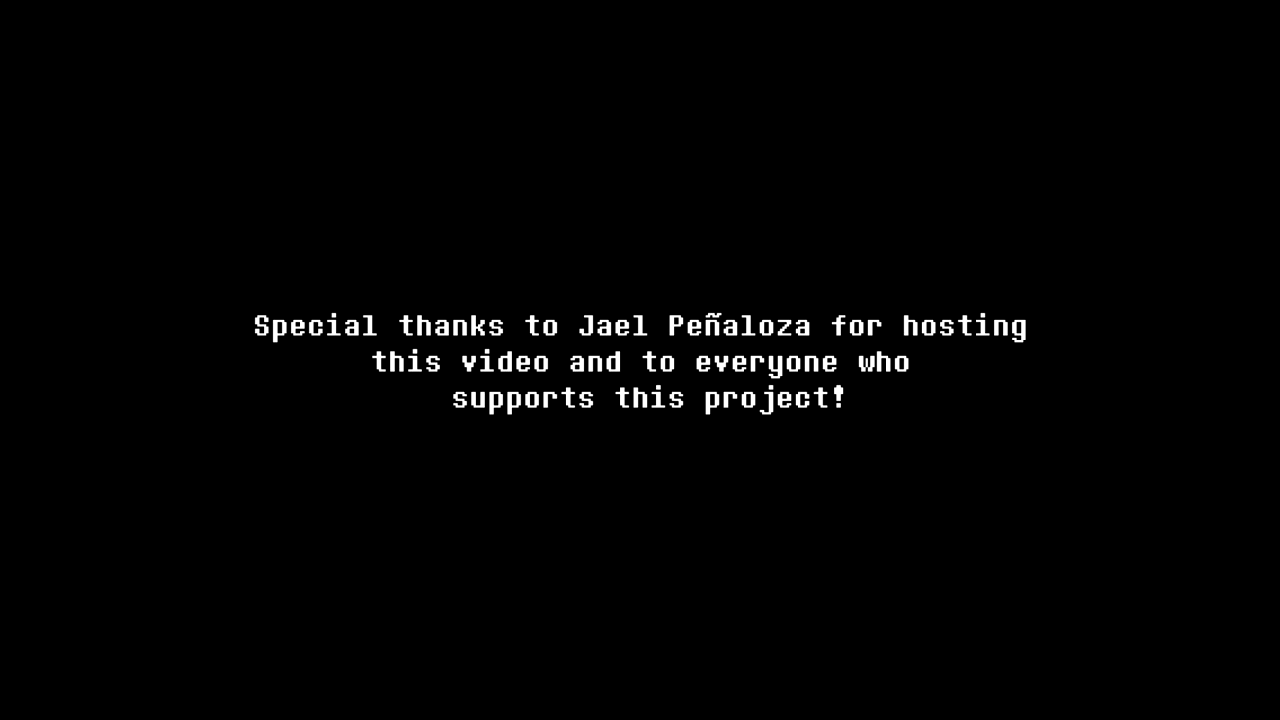 Special thanks to Jael Peñaloza for hosting
this video and to everyone who
supports this project!